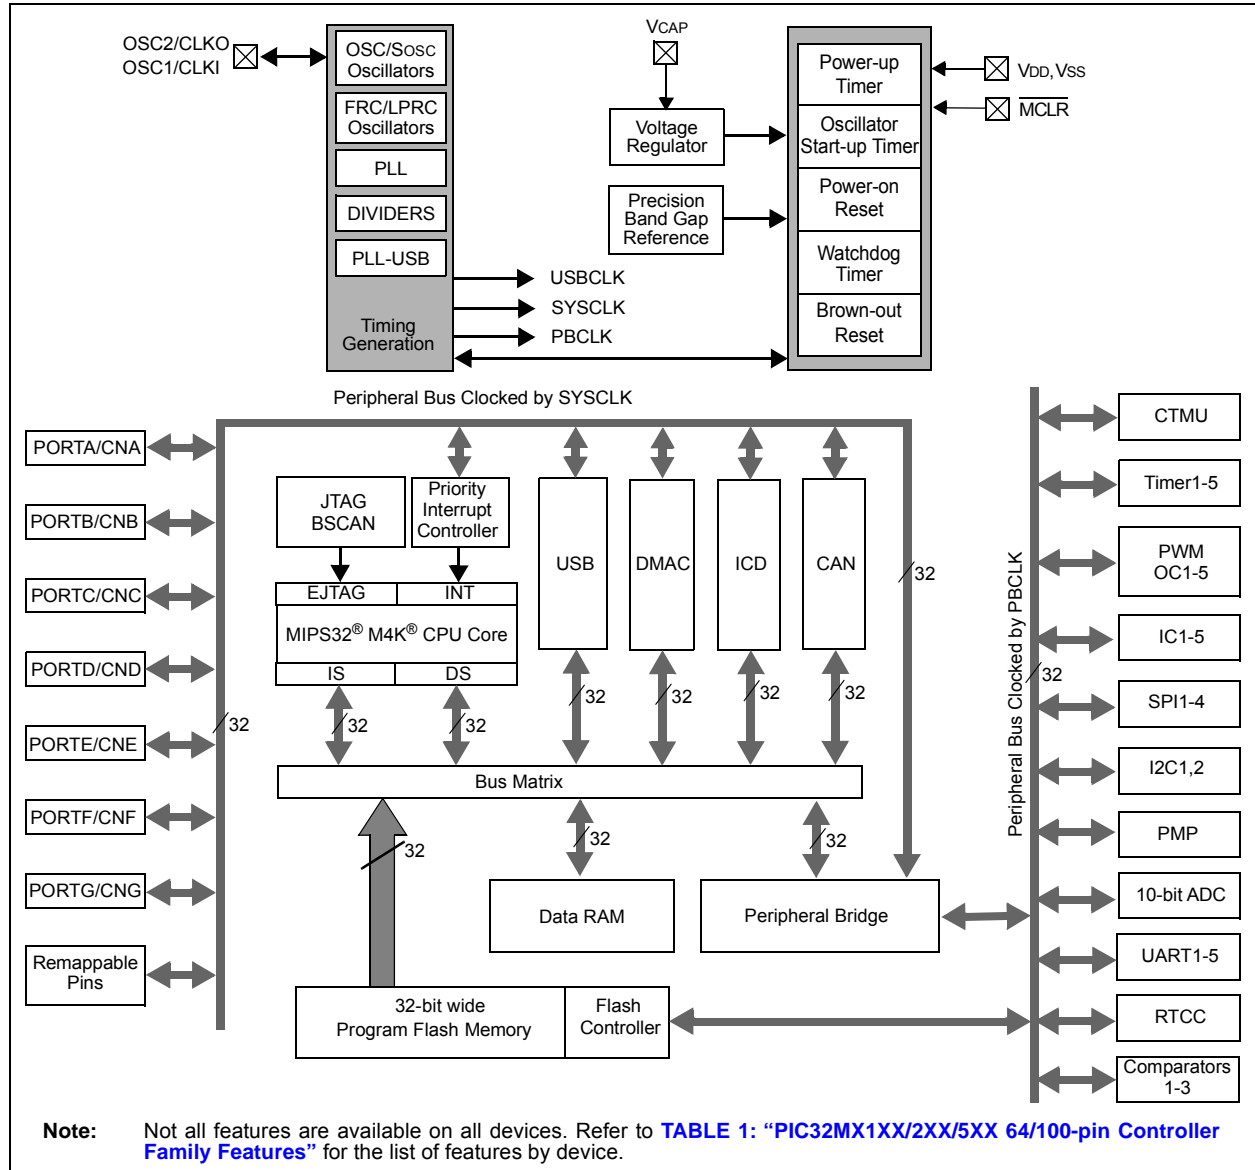 OSC2/CLKO
OSC1/CLKI
OSC/SOSC
Oscillators
FRC/LPRC
Oscillators
PLL
DIVIDERS
PLL-USB
Timing
Generation
USBCLK
SYSCLK
PBCLK
VCAP
Voltage
Regulator
Precision
Band Gap
Reference
Power-up
Timer
Oscillator
Start-up Timer
Power-on
Reset
Watchdog
Timer
Brown-out
Reset
VDD,VSS
MCLR
Peripheral Bus Clocked by SYSCLK
PORTA/CNA
PORTB/CNB
PORTC/CNC
PORTD/CND
PORTE/CNE
PORTF/CNF
PORTG/CNG
Remappable
Pins
32
JTAG
BSCAN
Priority
Interrupt
Controller
EJTAG
INT
MIPS32® M4K® CPU Core
IS
DS
32
32
USB
DMAC
ICD
CAN
32
32
32
32
32
Bus Matrix
32
32
32
Data RAM
Peripheral Bridge
32-bit wide
Program Flash Memory
Flash
Controller
Peripheral Bus Clocked by PBCLK
32
CTMU
Timer1-5
PWM
OC1-5
IC1-5
SPI1-4
I2C1,2
PMP
10-bit ADC
UART1-5
RTCC
Comparators
1-3
Note: Not all features are available on all devices. Refer to TABLE 1: “PIC32MX1XX/2XX/5XX 64/100-pin Controller
Family Features” for the list of features by device.